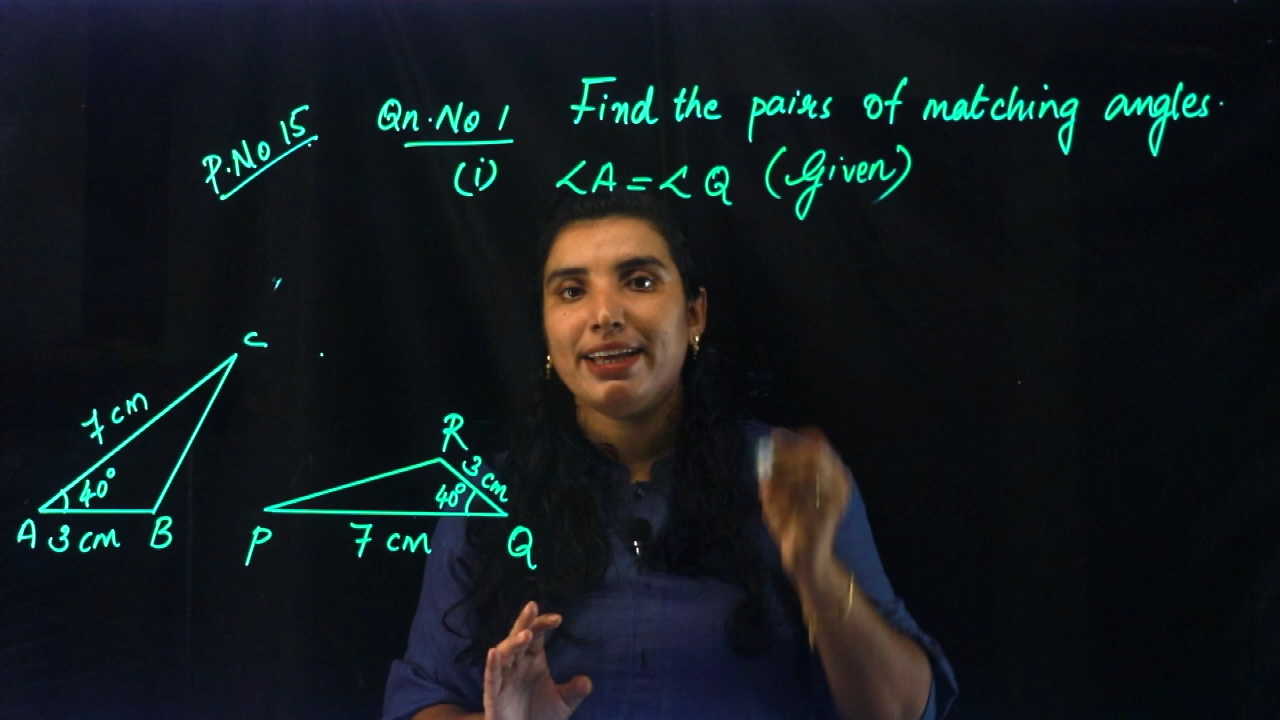 P.No 15
Qn.No 1 Find the pairs of matching angles.
(i) ∠A = ∠Q (Given)
C
7 cm
40°
A 3 cm B
R
3 cm
40°
P 7 cm Q